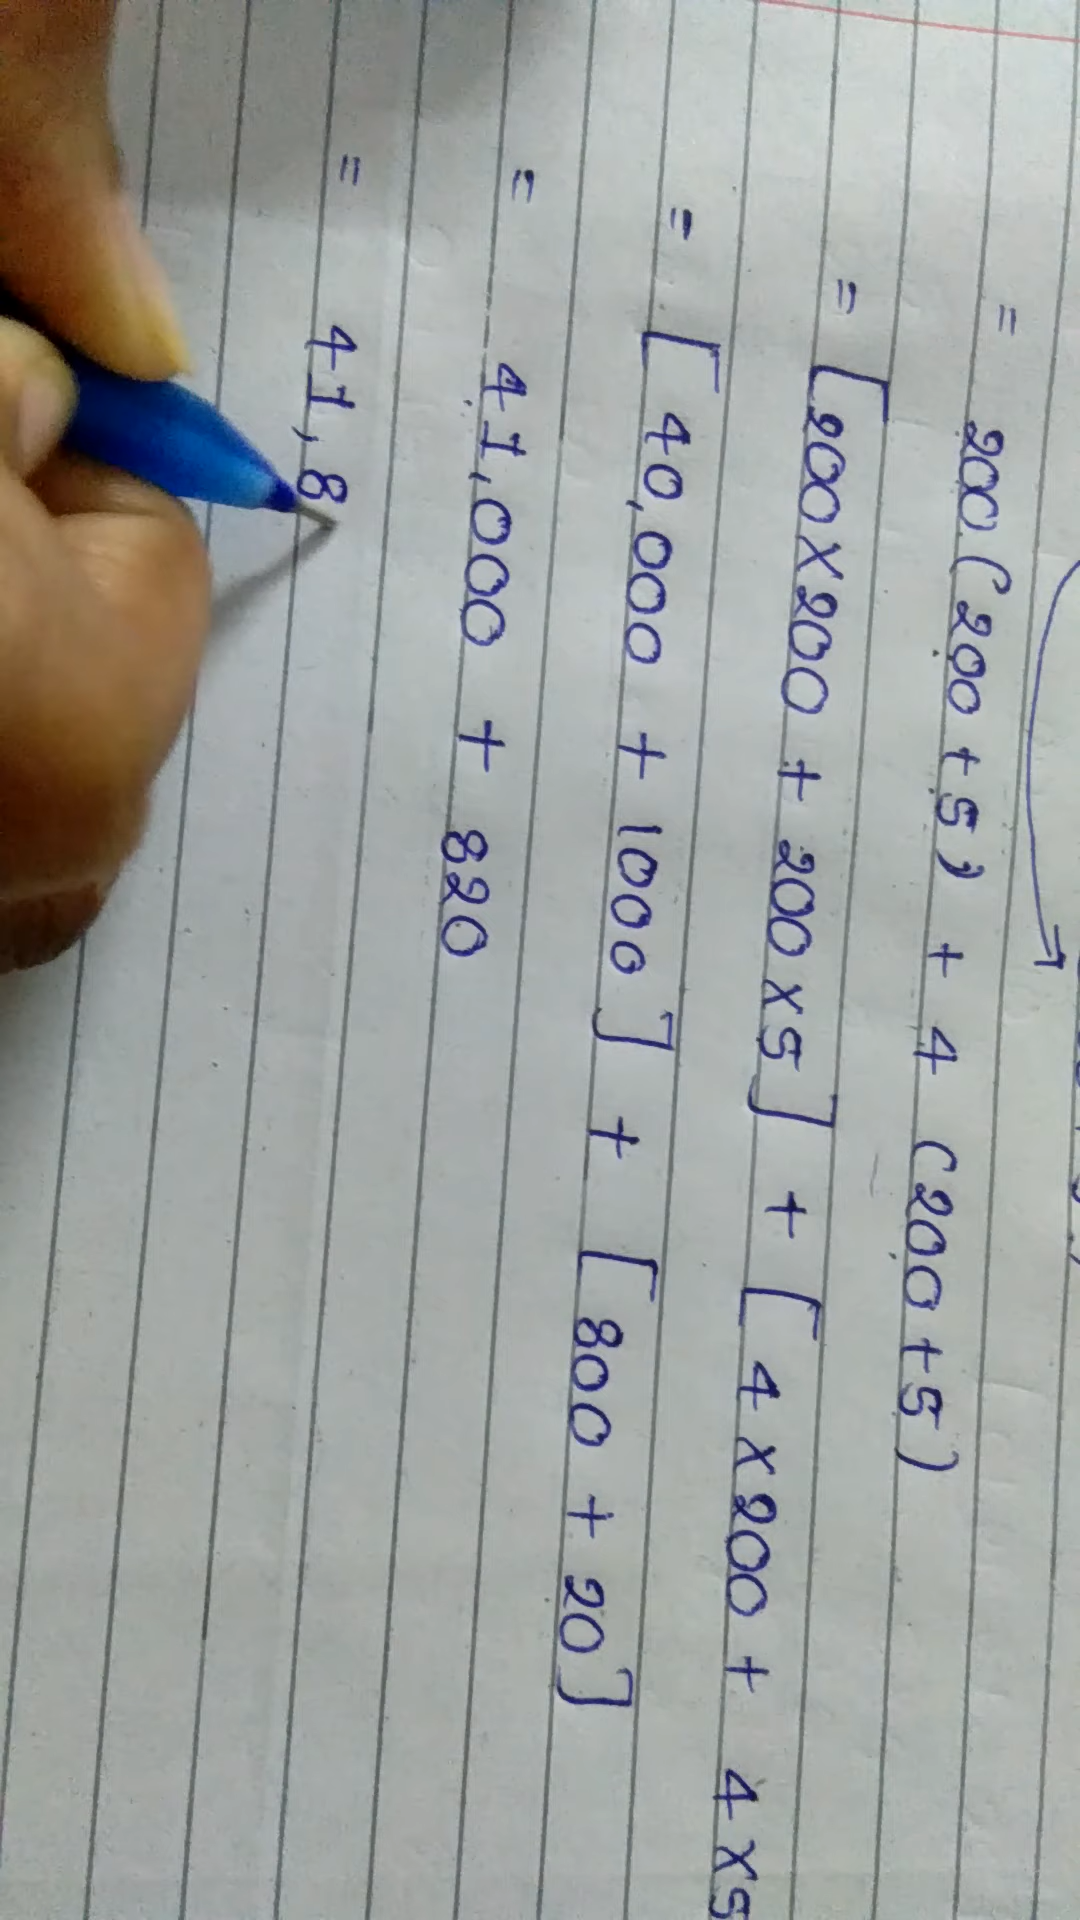 = 200 (200 + 5) + 4 (200 + 5)
= [200 x 200 + 200 x 5] + [4 x 200 + 4 x 5
= [40,000 + 1000] + [800 + 20]
= 41,000 + 820
= 41,8